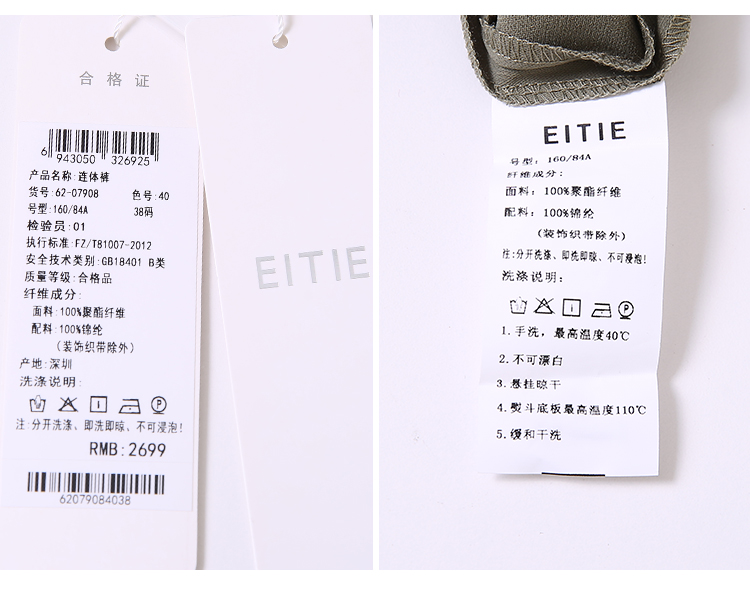 合格证
6 943050 326925
产品名称:连体裤
货号:62-07908 色号:40
号型:160/84A 38码
检验员:01
执行标准:FZ/T81007-2012
安全技术类别:GB18401 B类
质量等级:合格品
纤维成分:
面料:100%聚酯纤维
配料:100%锦纶
(装饰织带除外)
产地:深圳
洗涤说明:
注:分开洗涤、即洗即晾、不可浸泡!
RMB:2699
62079084038
EITIE
EITIE
号型: 160/84A
纤维成分:
面料: 100%聚酯纤维
配料: 100%锦纶
(装饰织带除外)
注:分开洗涤、即洗即晾、不可浸泡!
洗涤说明:
1.手洗，最高温度40℃
2.不可漂白
3.悬挂晾干
4.熨斗底板最高温度110℃
5.缓和干洗